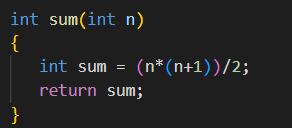 int sum(int n)
{
    int sum = (n*(n+1))/2;
    return sum;
}